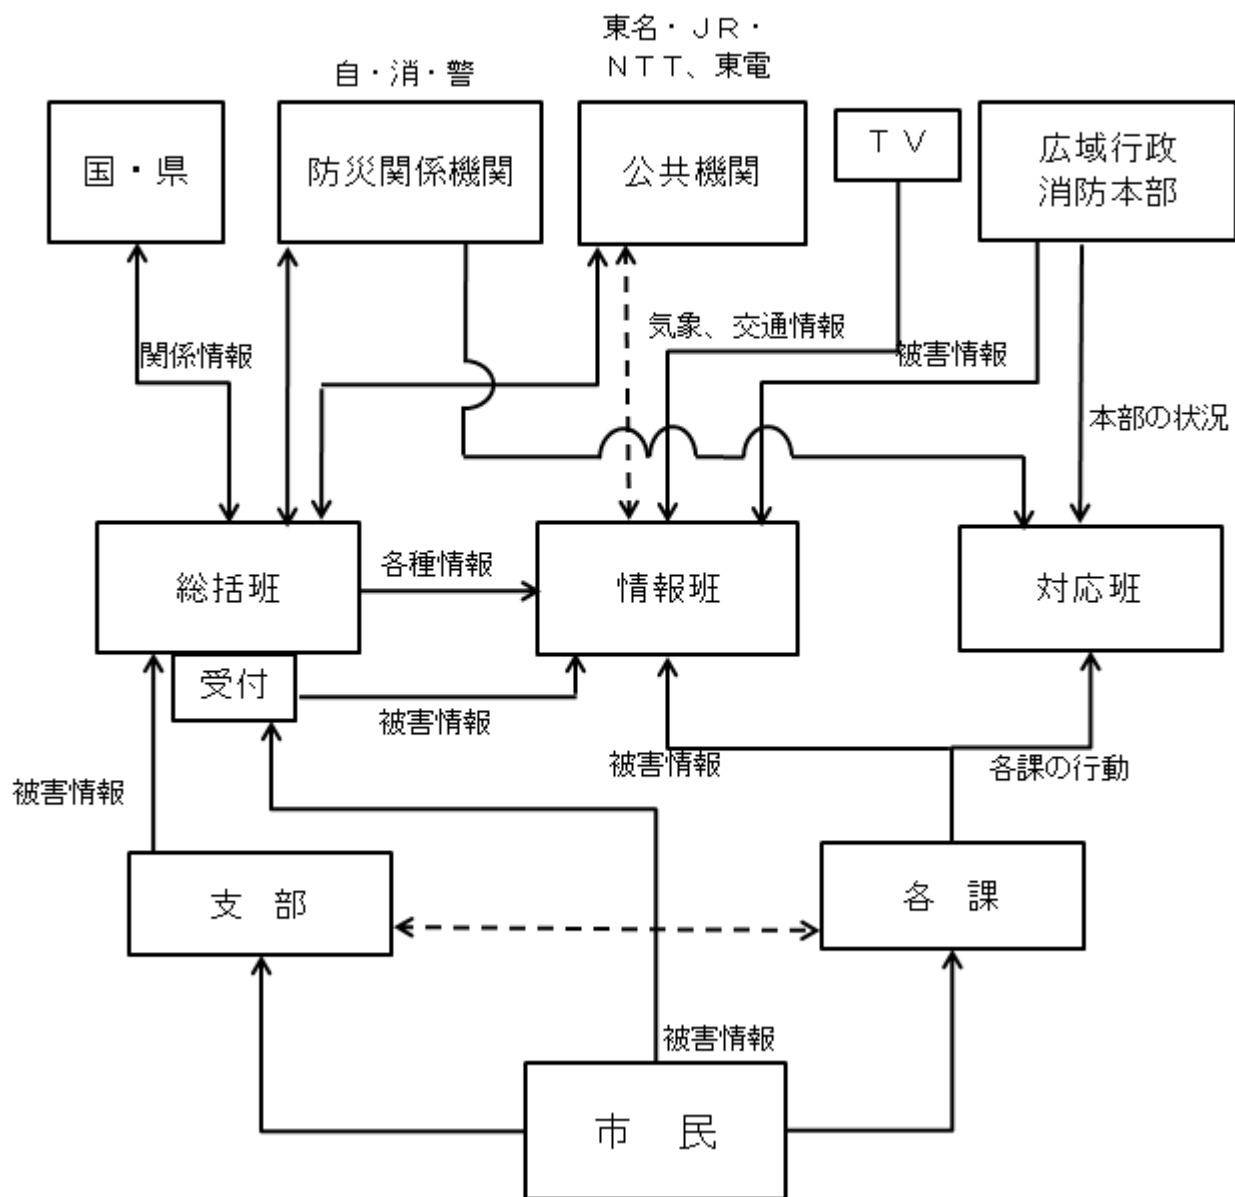 東名・ＪＲ・
ＮＴＴ、東電
自・消・警
国・県
防災関係機関
公共機関
ＴＶ
広域行政
消防本部
関係情報
気象、交通情報
被害情報
本部の状況
総括班
各種情報
情報班
対応班
受付
被害情報
被害情報
各課の行動
被害情報
支　部
各　課
被害情報
市　民